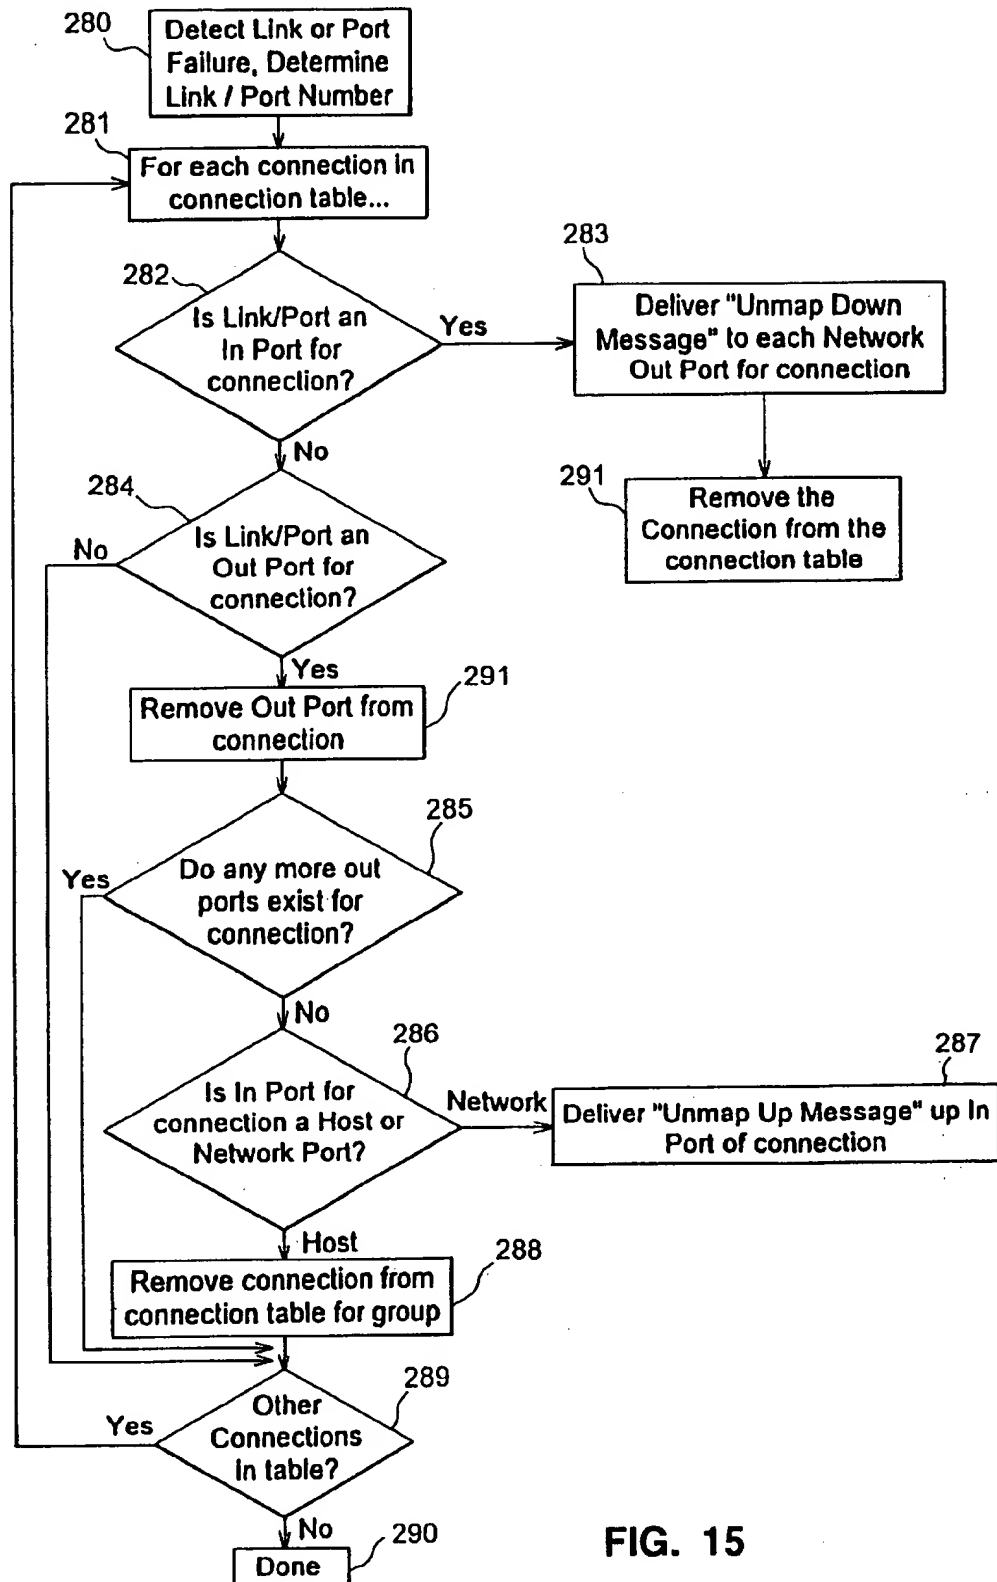 280
Detect Link or Port
Failure, Determine
Link / Port Number
281
For each connection in
connection table...
282
Is Link/Port an
In Port for
connection?
Yes
283
Deliver "Unmap Down
Message" to each Network
Out Port for connection
No
291
Remove the
Connection from the
connection table
284
Is Link/Port an
Out Port for
connection?
No
Yes
291
Remove Out Port from
connection
285
Do any more out
ports exist for
connection?
Yes
No
286
Is In Port for
connection a Host or
Network Port?
Network
287
Deliver "Unmap Up Message" up In
Port of connection
Host
288
Remove connection from
connection table for group
289
Other
Connections
In table?
Yes
No
290
Done
FIG. 15